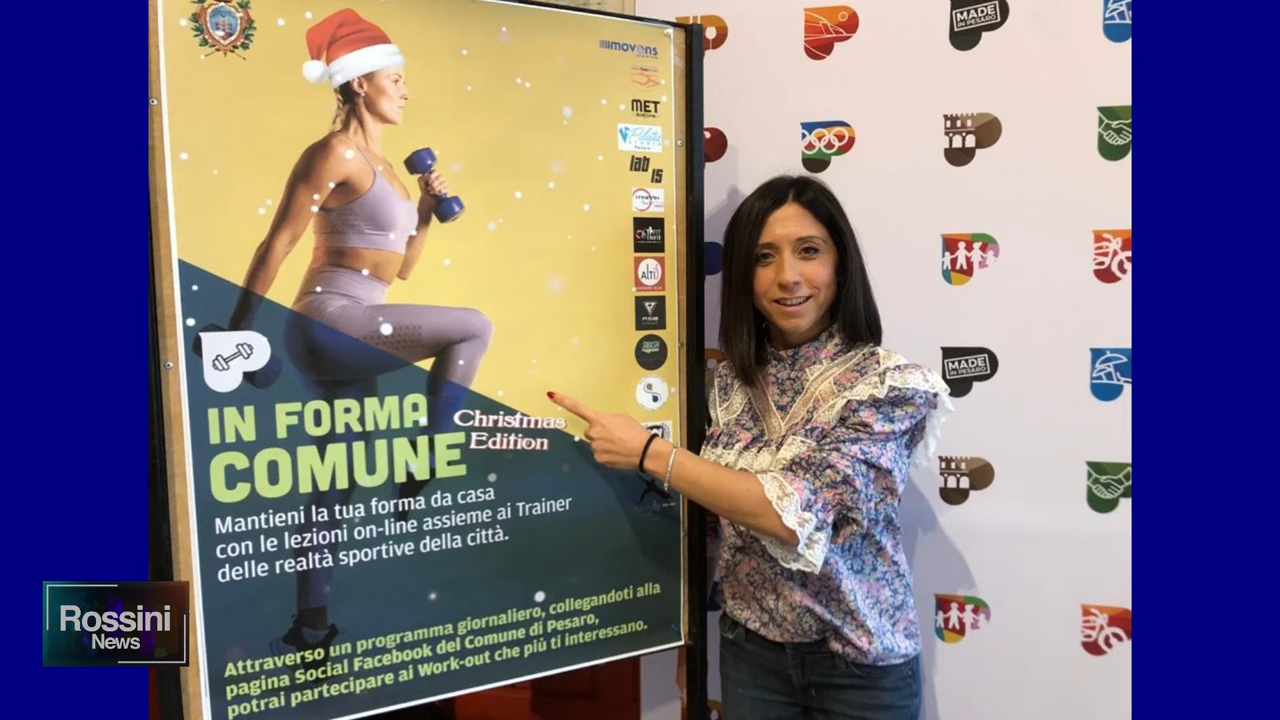 MADE
IN PESARO
movens
MET
Pilates
lab 15
ALTIS
IN FORMA
COMUNE
Christmas
Edition
Mantieni la tua forma da casa
con le lezioni on-line assieme ai Trainer
delle realtà sportive della città.
Attraverso un programma giornaliero, collegandoti alla
pagina Social Facebook del Comune di Pesaro,
potrai partecipare ai Work-out che più ti interessano.
MADE
IN PESARO
Rossini
News